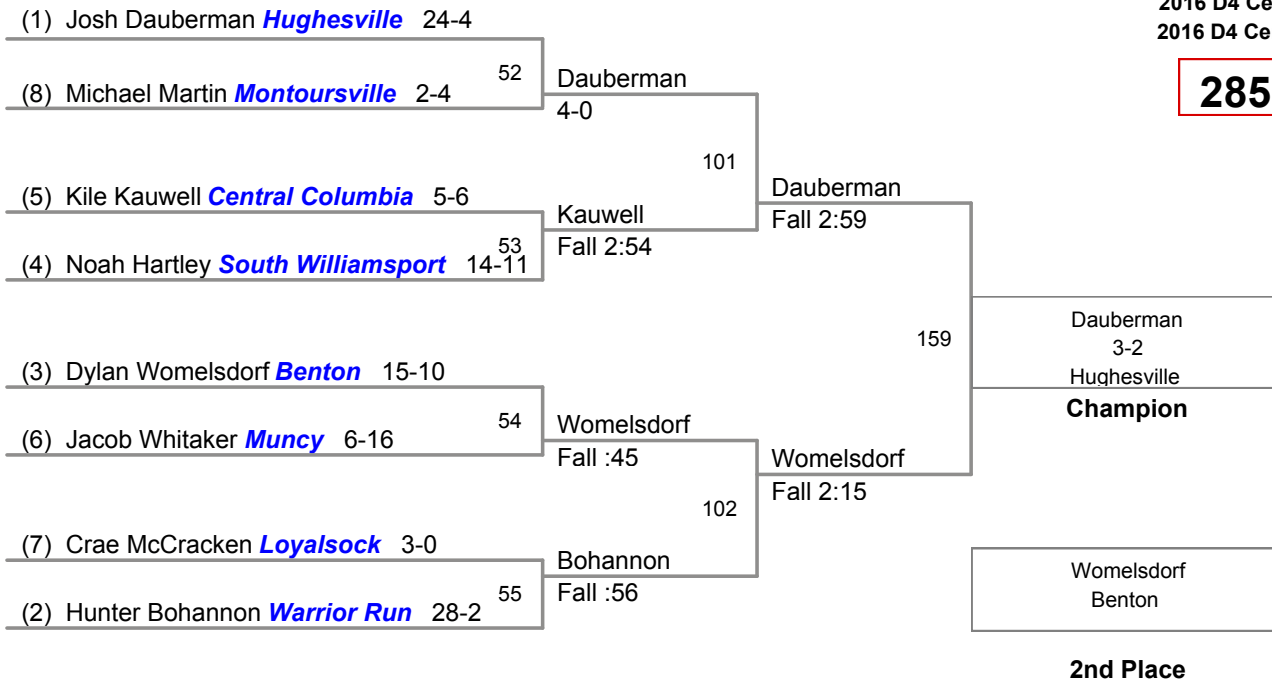 2016 D4 Ce
(1) Josh Dauberman Hughesville 24-4
2016 D4 Ce
285
52
Dauberman
(8) Michael Martin Montoursville 2-4
4-0
101
(5) Kile Kauwell Central Columbia 5-6
Dauberman
Kauwell
Fall 2:59
53
Fall 2:54
(4) Noah Hartley South Williamsport 14-11
159
Dauberman
3-2
Hughesville
Champion
(3) Dylan Womelsdorf Benton 15-10
54
Womelsdorf
(6) Jacob Whitaker Muncy 6-16
Fall :45
Womelsdorf
Fall 2:15
102
(7) Crae McCracken Loyalsock 3-0
Bohannon
55
Fall :56
(2) Hunter Bohannon Warrior Run 28-2
Womelsdorf
Benton
2nd Place